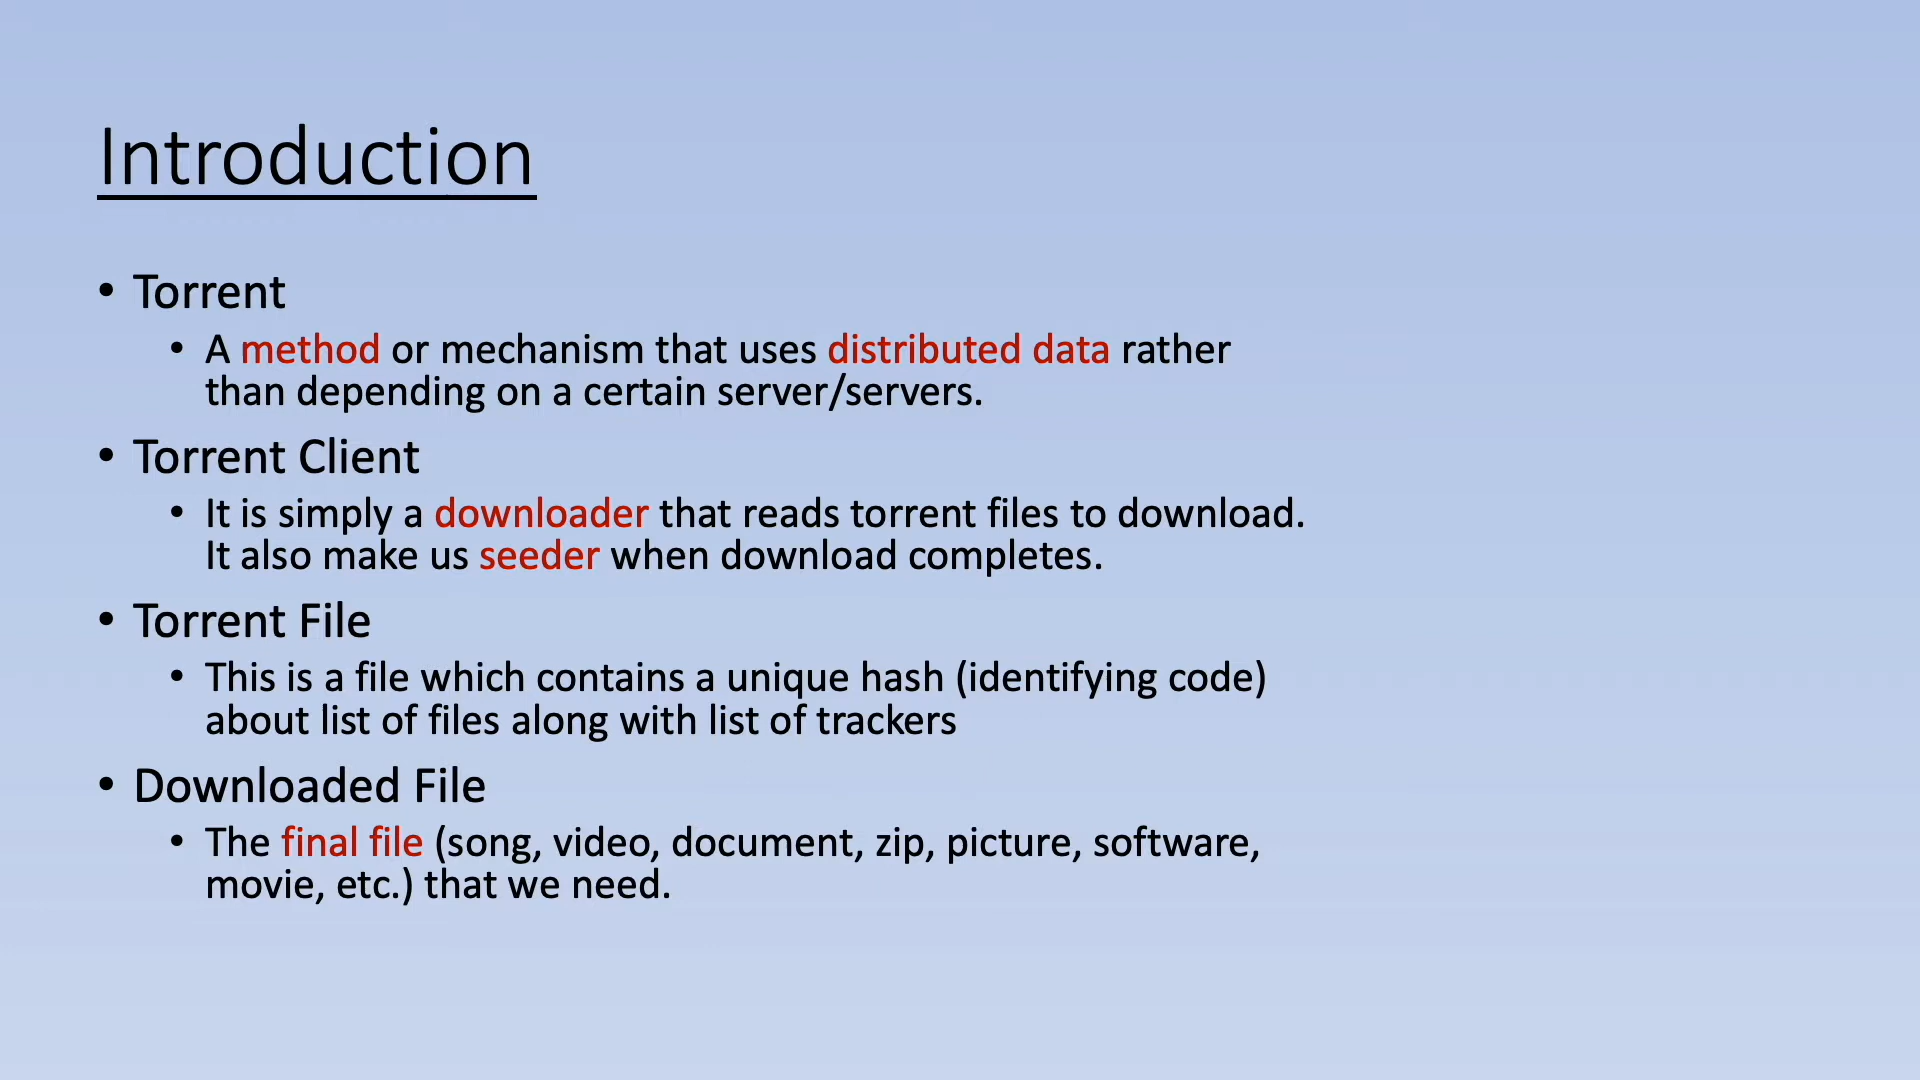 Introduction
• Torrent
• A method or mechanism that uses distributed data rather
than depending on a certain server/servers.
• Torrent Client
• It is simply a downloader that reads torrent files to download.
It also make us seeder when download completes.
• Torrent File
• This is a file which contains a unique hash (identifying code)
about list of files along with list of trackers
• Downloaded File
• The final file (song, video, document, zip, picture, software,
movie, etc.) that we need.